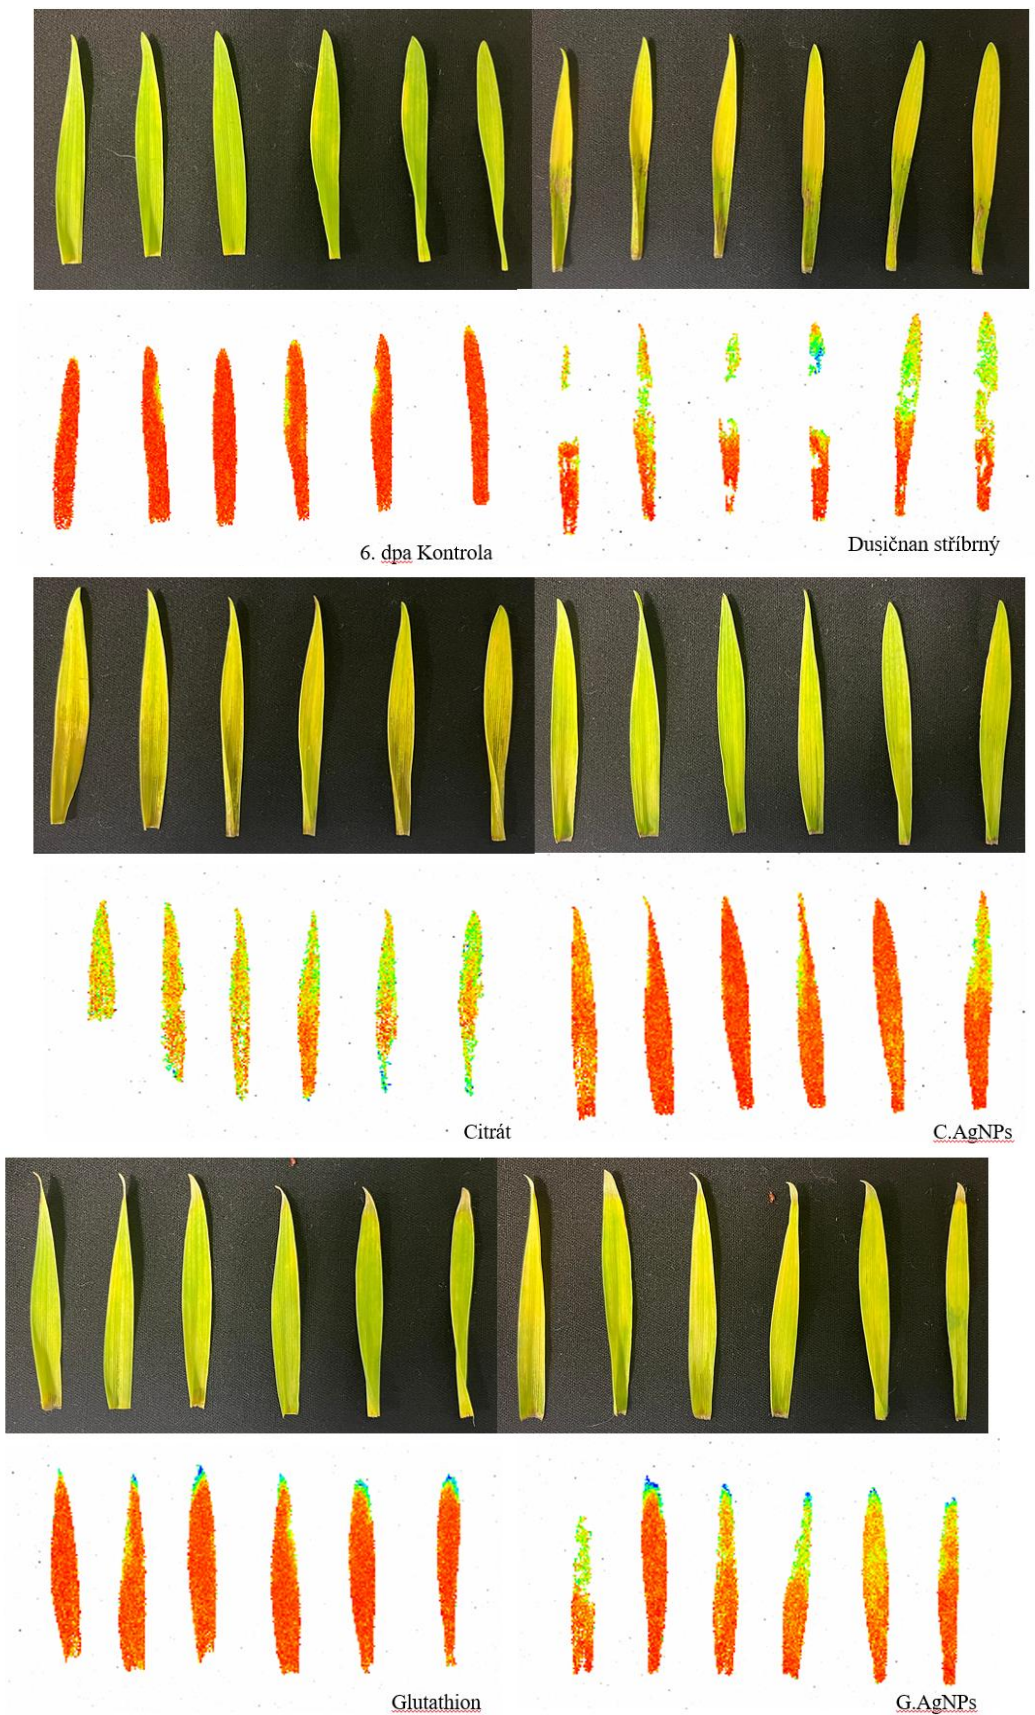 6. dpa Kontrola
Dusičnan stříbrný
Citrát
C.AgNPs
Glutathion
G.AgNPs